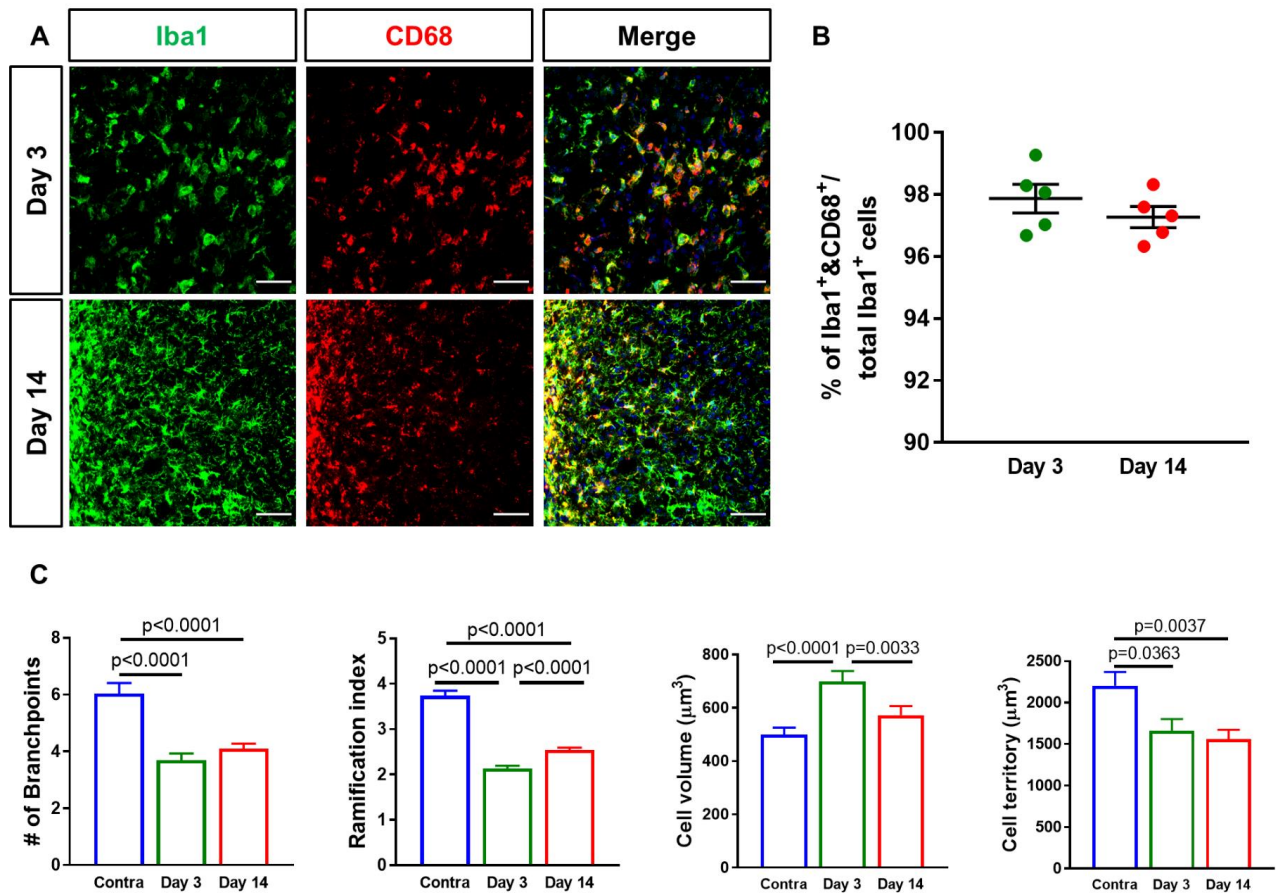 A
Iba1
CD68
Merge
Day 3
Day 14
B
% of Iba1⁺&CD68⁺/
total Iba1⁺ cells
100
98
96
94
92
90
Day 3
Day 14
C
# of Branchpoints
8
6
4
2
0
p<0.0001
p<0.0001
Contra
Day 3
Day 14
Ramification index
5
4
3
2
1
0
p<0.0001
p<0.0001
p<0.0001
Contra
Day 3
Day 14
Cell volume (μm³)
800
600
400
200
0
p<0.0001
p=0.0033
Contra
Day 3
Day 14
Cell territory (μm³)
2500
2000
1500
1000
500
0
p=0.0037
p=0.0363
Contra
Day 3
Day 14